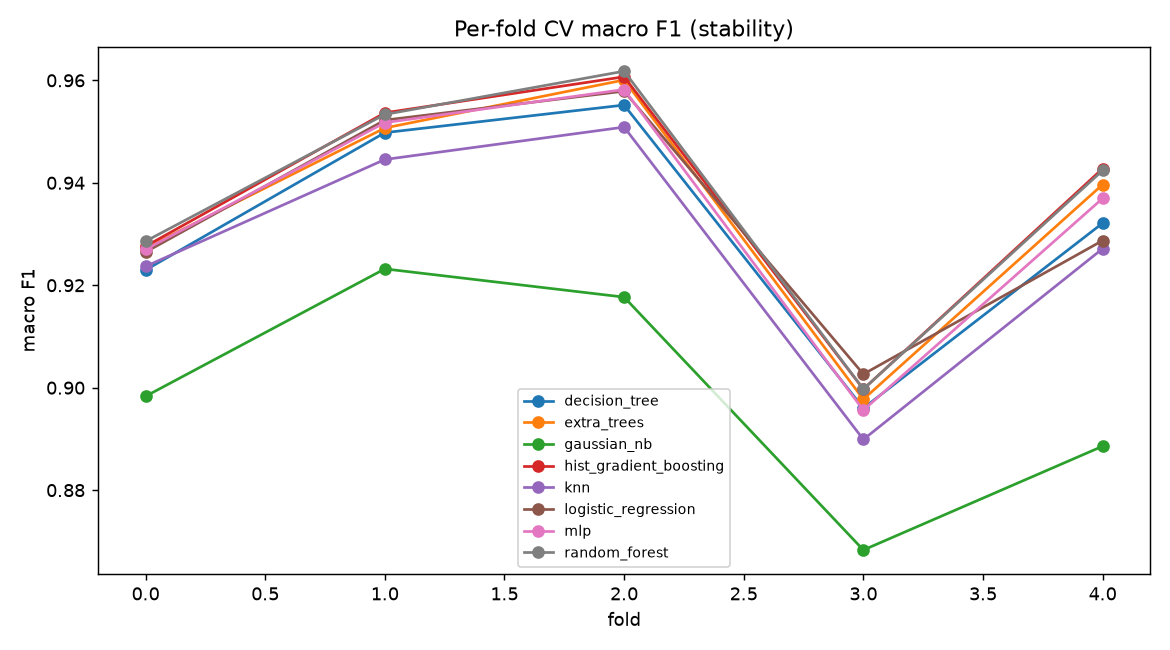 Per-fold CV macro F1 (stability)
macro F1
0.96
0.94
0.92
0.90
0.88
decision_tree
extra_trees
gaussian_nb
hist_gradient_boosting
knn
logistic_regression
mlp
random_forest
0.0 0.5 1.0 1.5 2.0 2.5 3.0 3.5 4.0
fold